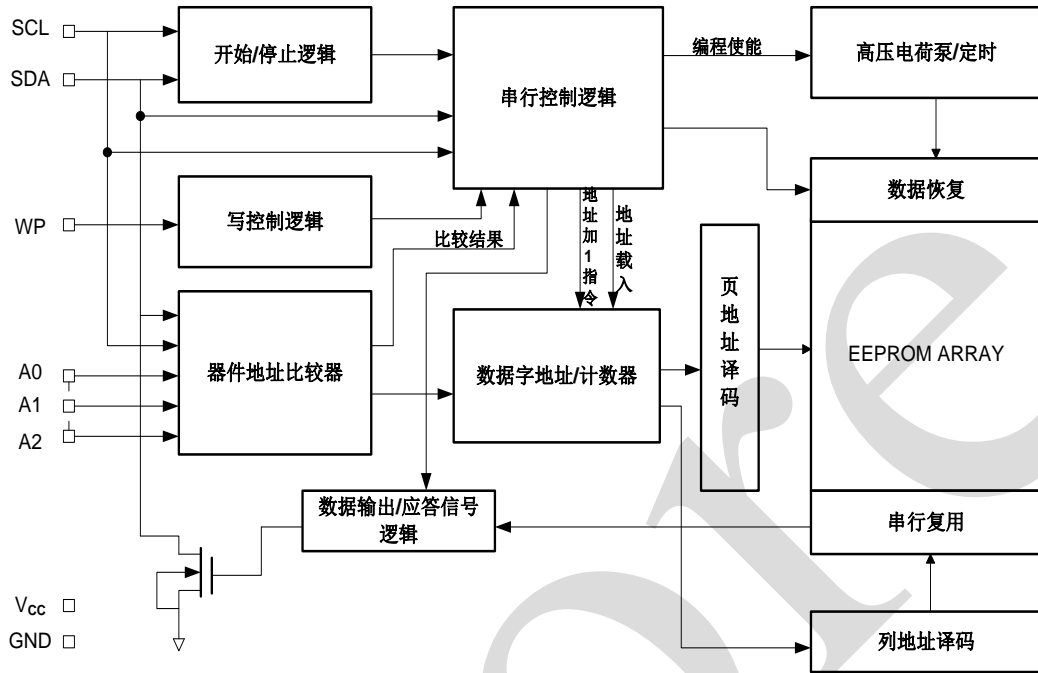 SCL
SDA
开始/停止逻辑
串行控制逻辑
编程使能
高压电荷泵/定时
数据恢复
WP
写控制逻辑
比较结果
地址加1指令
地址载入
页地址译码
EEPROM ARRAY
A0
A1
A2
器件地址比较器
数据字地址/计数器
数据输出/应答信号
逻辑
串行复用
VCC
GND
列地址译码
ore